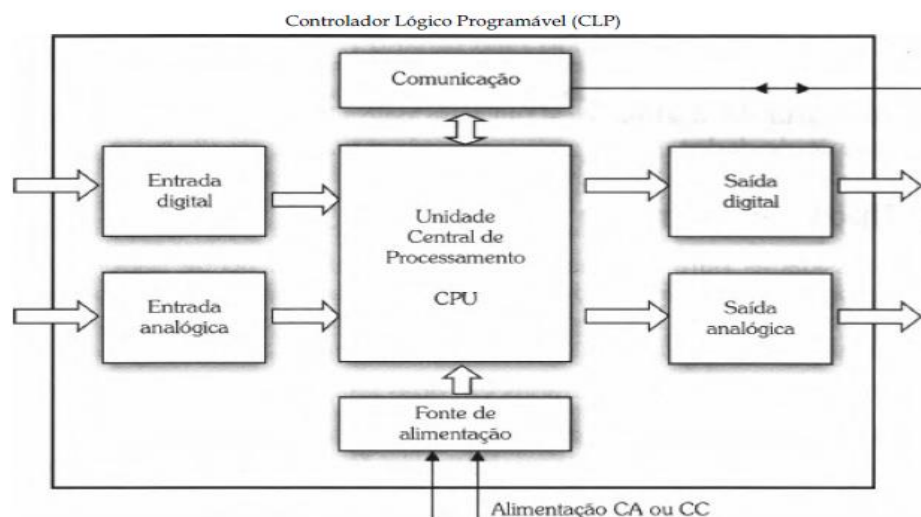 Controlador Lógico Programável (CLP)
Comunicação
Entrada
digital
Unidade
Central de
Processamento
CPU
Saída
digital
Entrada
analógica
Saída
analógica
Fonte de
alimentação
Alimentação CA ou CC